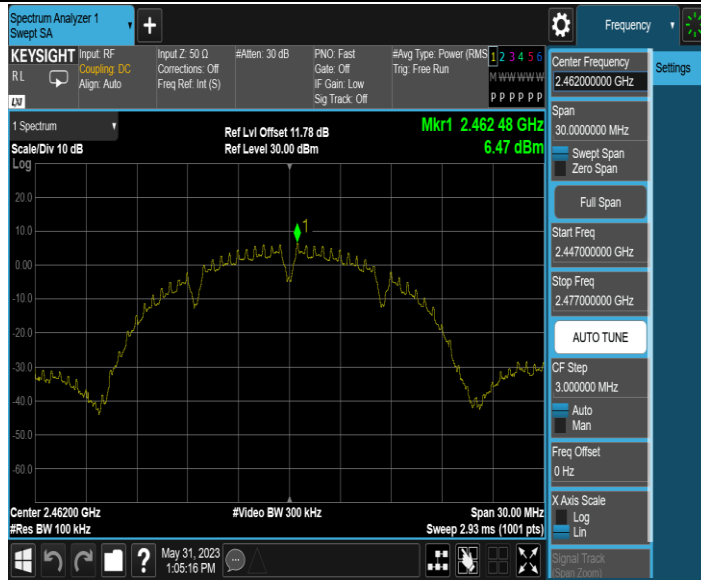 Spectrum Analyzer 1
Swept SA
+
Frequency
KEYSIGHT
RL
LXI
Input: RF
Coupling: DC
Align: Auto
Input Z: 50 Ω
Corrections: Off
Freq Ref: Int (S)
#Atten: 30 dB
PNO: Fast
Gate: Off
IF Gain: Low
Sig Track: Off
#Avg Type: Power (RMS
Trig: Free Run
1 2 3 4 5 6
M W W W W W
P P P P P P
1 Spectrum
Scale/Div 10 dB
Log
Ref Lvl Offset 11.78 dB
Ref Level 30.00 dBm
Mkr1 2.462 48 GHz
6.47 dBm
1
20.0
10.0
0.00
-10.0
-20.0
-30.0
-40.0
-50.0
-60.0
Center 2.46200 GHz
#Res BW 100 kHz
#Video BW 300 kHz
Span 30.00 MHz
Sweep 2.93 ms (1001 pts)
?
May 31, 2023
1:05:16 PM
Center Frequency
2.462000000 GHz
Settings
Span
30.0000000 MHz
Swept Span
Zero Span
Full Span
Start Freq
2.447000000 GHz
Stop Freq
2.477000000 GHz
AUTO TUNE
CF Step
3.000000 MHz
Auto
Man
Freq Offset
0 Hz
X Axis Scale
Log
Lin
Signal Track
(Span Zoom)